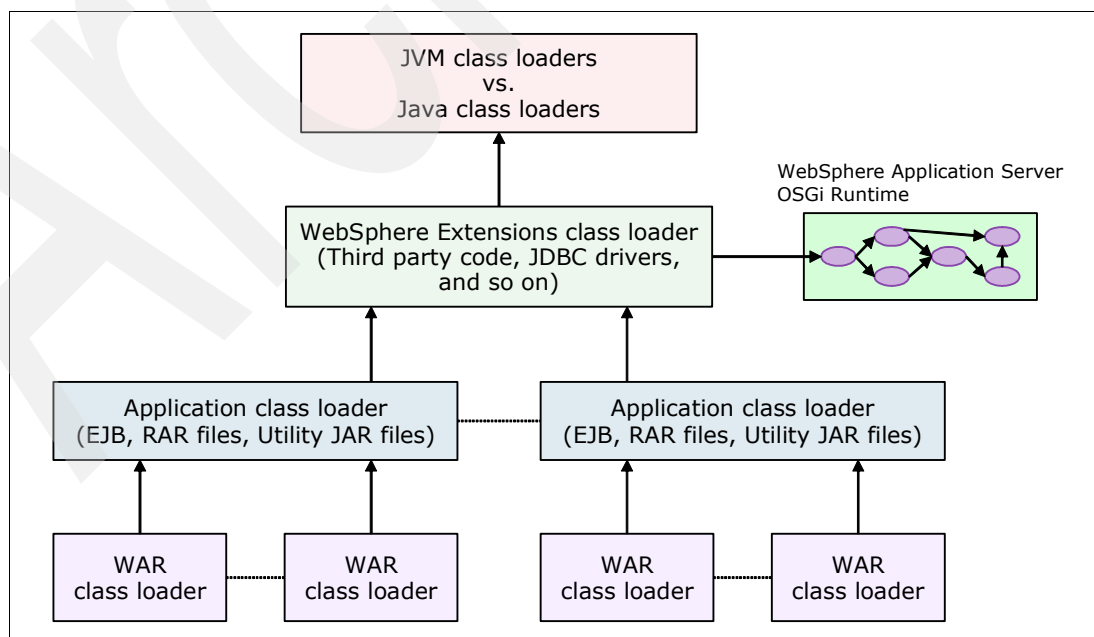 JVM class loaders
vs.
Java class loaders
WebSphere Application Server
OSGi Runtime
WebSphere Extensions class loader
(Third party code, JDBC drivers,
and so on)
Application class loader
(EJB, RAR files, Utility JAR files)
Application class loader
(EJB, RAR files, Utility JAR files)
WAR
class loader
WAR
class loader
WAR
class loader
WAR
class loader